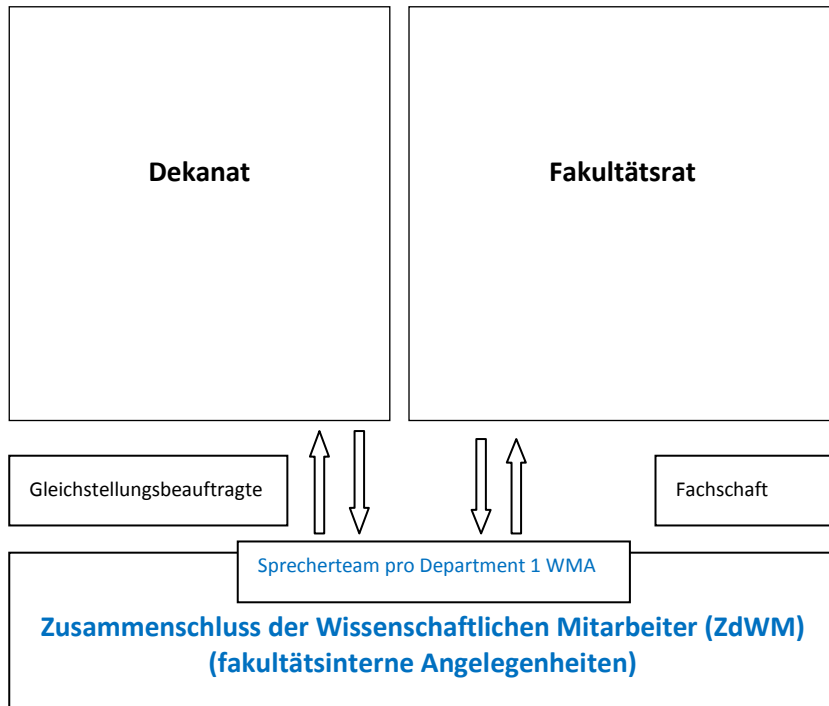 Dekanat
Fakultätsrat
Gleichstellungsbeauftragte
Fachschaft
Sprecherteam pro Department 1 WMA
Zusammenschluss der Wissenschaftlichen Mitarbeiter (ZdWM)
(fakultätsinterne Angelegenheiten)